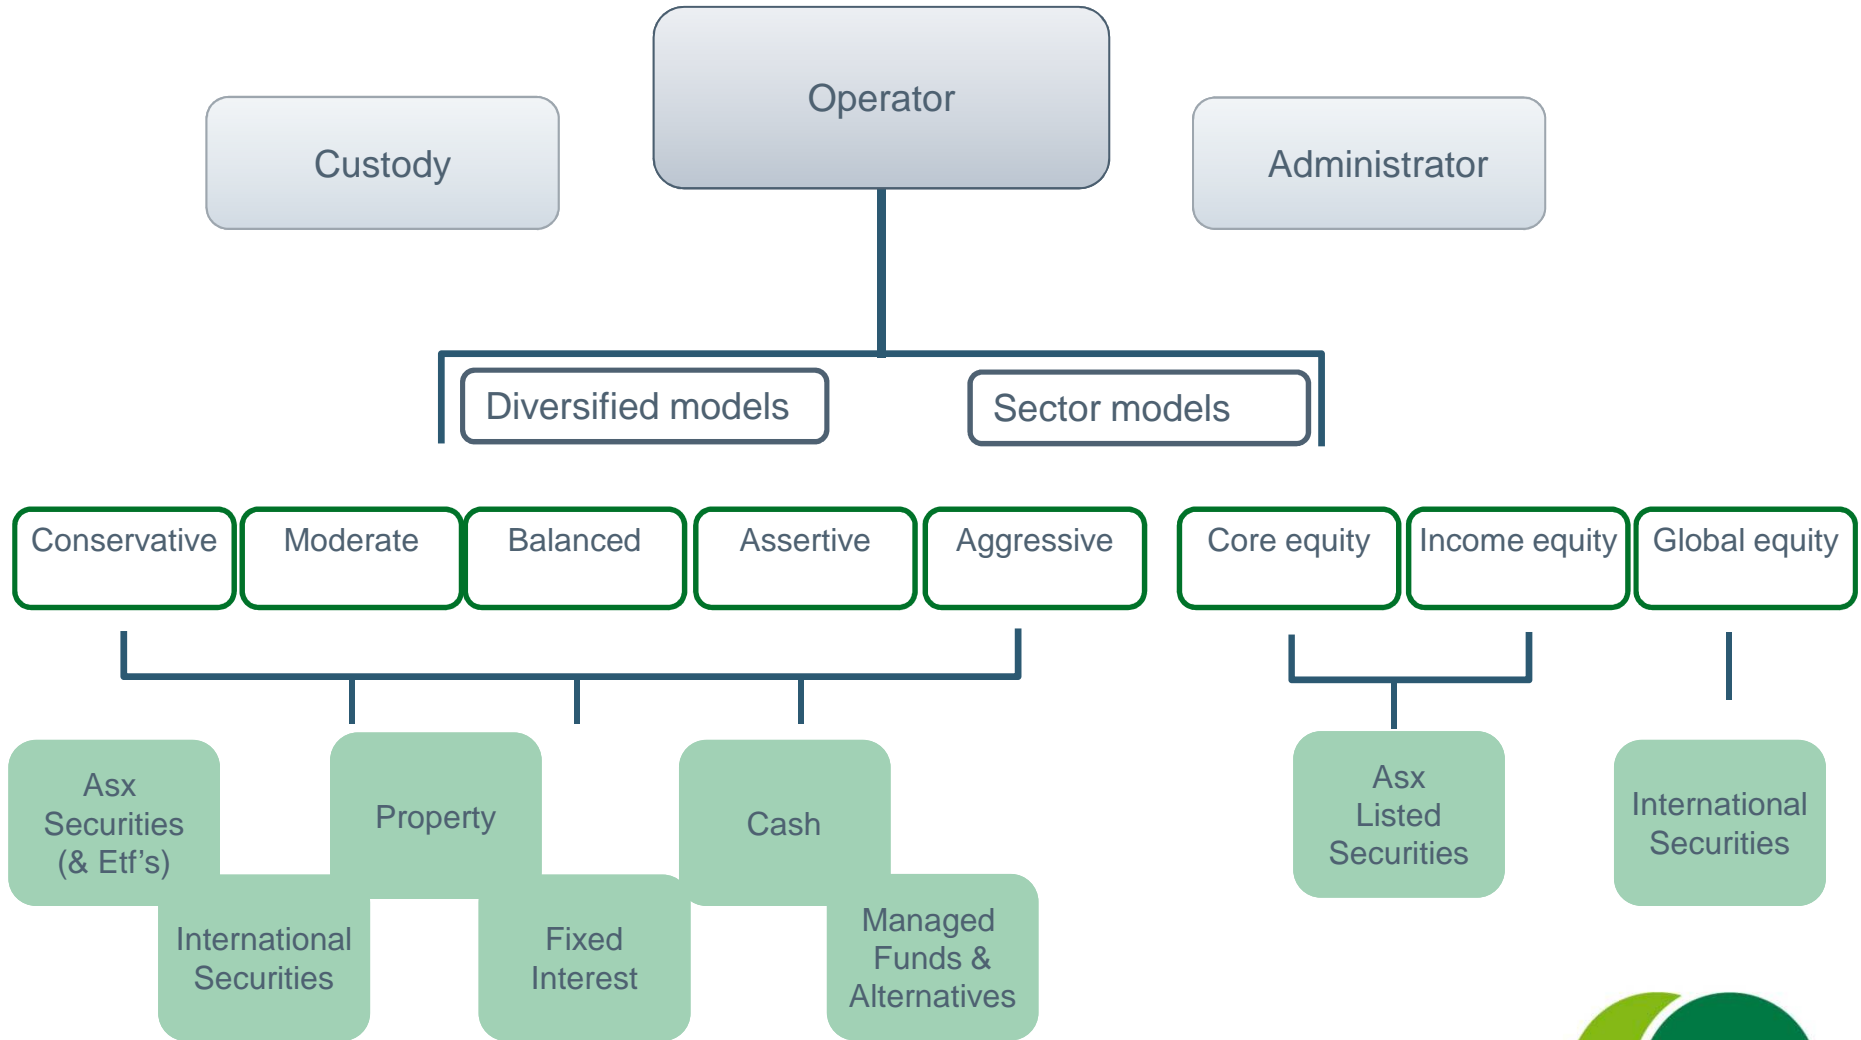 Operator
Custody
Administrator
Diversified models
Sector models
Conservative
Moderate
Balanced
Assertive
Aggressive
Core equity
Income equity
Global equity
Asx
Securities
(& Etf's)
Property
Cash
Asx
Listed
Securities
International
Securities
International
Securities
Fixed
Interest
Managed
Funds &
Alternatives